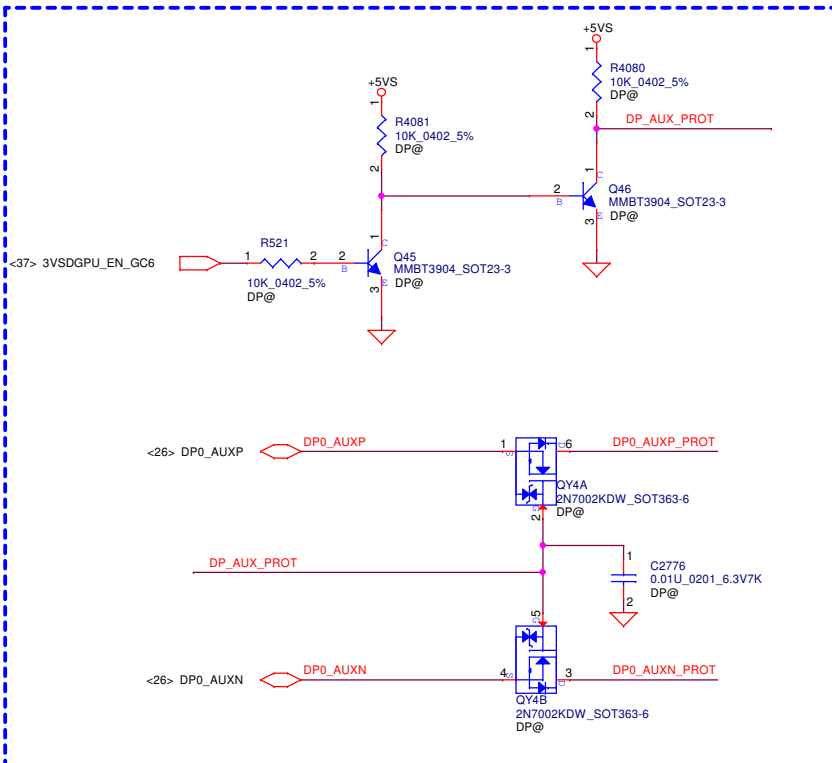 +5VS
1
R4080
10K_0402_5%
DP@
2
DP_AUX_PROT
+5VS
1
R4081
10K_0402_5%
DP@
2
1
C
2
B
Q46
MMBT3904_SOT23-3
DP@
3
E
<37> 3VSDGPU_EN_GC6
1
R521
2
10K_0402_5%
DP@
2
B
1
C
Q45
MMBT3904_SOT23-3
DP@
3
E
<26> DP0_AUXP
DP0_AUXP
1
S
D
6
DP0_AUXP_PROT
QY4A
2N7002KDW_SOT363-6
DP@
2
G
DP_AUX_PROT
1
C2776
0.01U_0201_6.3V7K
DP@
2
5
G
<26> DP0_AUXN
DP0_AUXN
4
S
D
3
DP0_AUXN_PROT
QY4B
2N7002KDW_SOT363-6
DP@